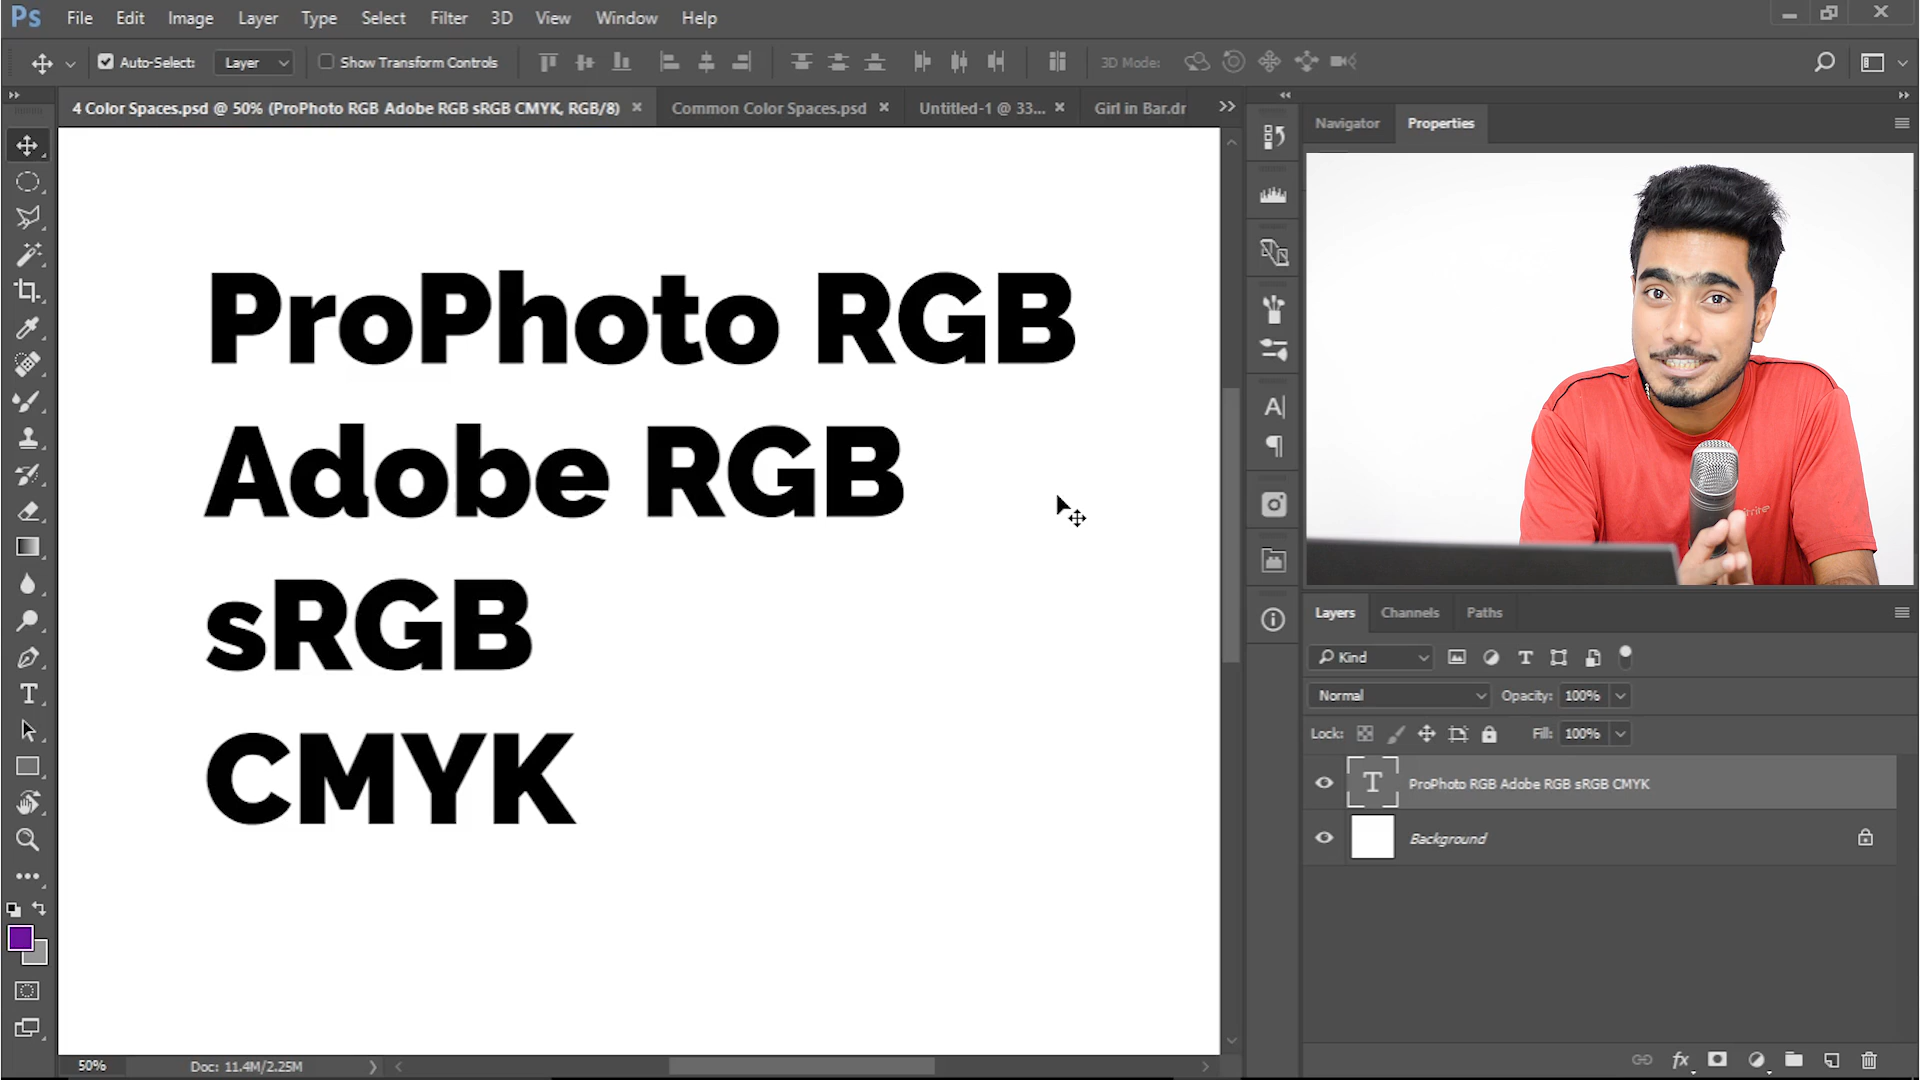 Ps File Edit Image Layer Type Select Filter 3D View Window Help
Auto-Select: Layer Show Transform Controls 3D Mode:
4 Color Spaces.psd @ 50% (ProPhoto RGB Adobe RGB sRGB CMYK, RGB/8) Common Color Spaces.psd Untitled-1 @ 33... Girl in Bar.dr
Navigator Properties
ProPhoto RGB
Adobe RGB
sRGB
CMYK
Layers Channels Paths
Kind
Normal Opacity: 100%
Lock: Fill: 100%
T ProPhoto RGB Adobe RGB sRGB CMYK
Background
fx
50% Doc: 11.4M/2.25M